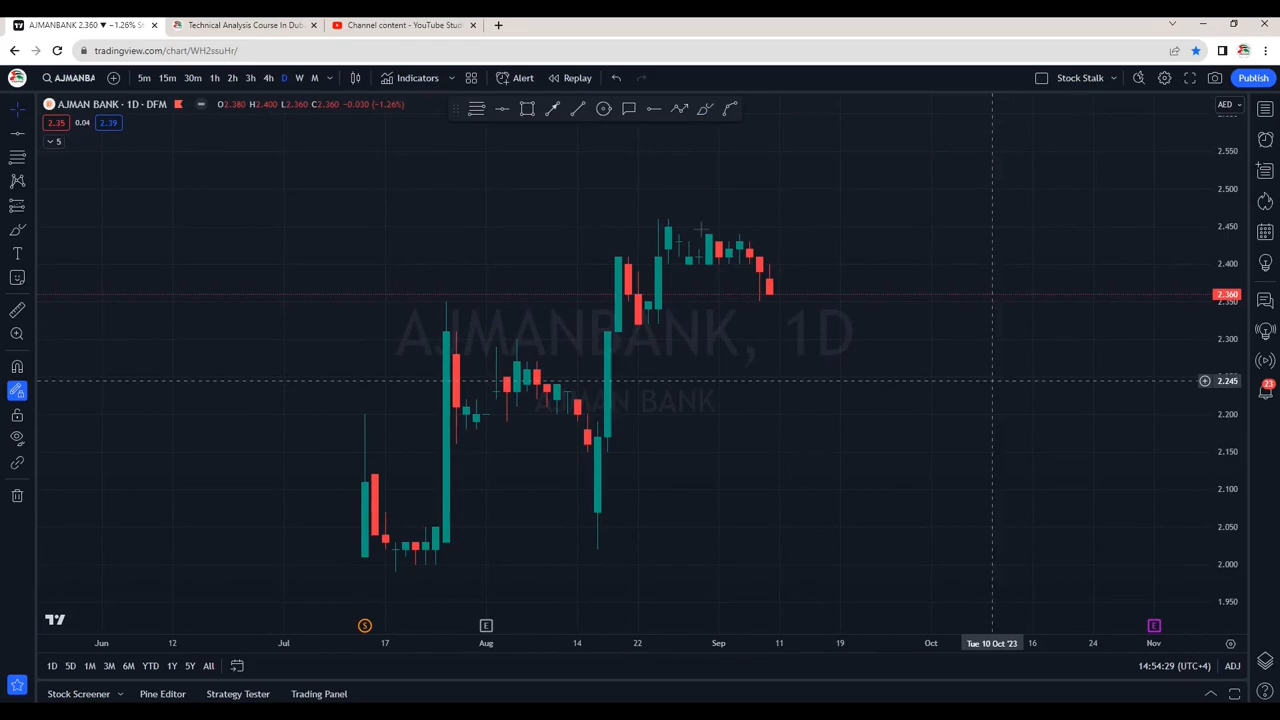 AJMANBANK 2.360 ▼ −1.26% St
Technical Analysis Course In Dub
Channel content - YouTube Stud
tradingview.com/chart/WH2ssuHr/
AJMANBA
5m 15m 30m 1h 2h 3h 4h D W M
Indicators
Alert
Replay
Stock Stalk
Publish
AJMAN BANK · 1D · DFM O2.380 H2.400 L2.360 C2.360 −0.030 (−1.26%)
AED
2.35 0.04 2.39
5
2.550
2.500
2.450
2.400
2.360
2.350
2.300
2.245
2.200
2.150
2.100
2.050
2.000
1.950
AJMANBANK, 1D
AJMAN BANK
23
S E E
Jun 12 Jul 17 Aug 14 22 Sep 11 19 Oct Tue 10 Oct '23 16 24 Nov
1D 5D 1M 3M 6M YTD 1Y 5Y All
14:54:29 (UTC+4) ADJ
Stock Screener Pine Editor Strategy Tester Trading Panel